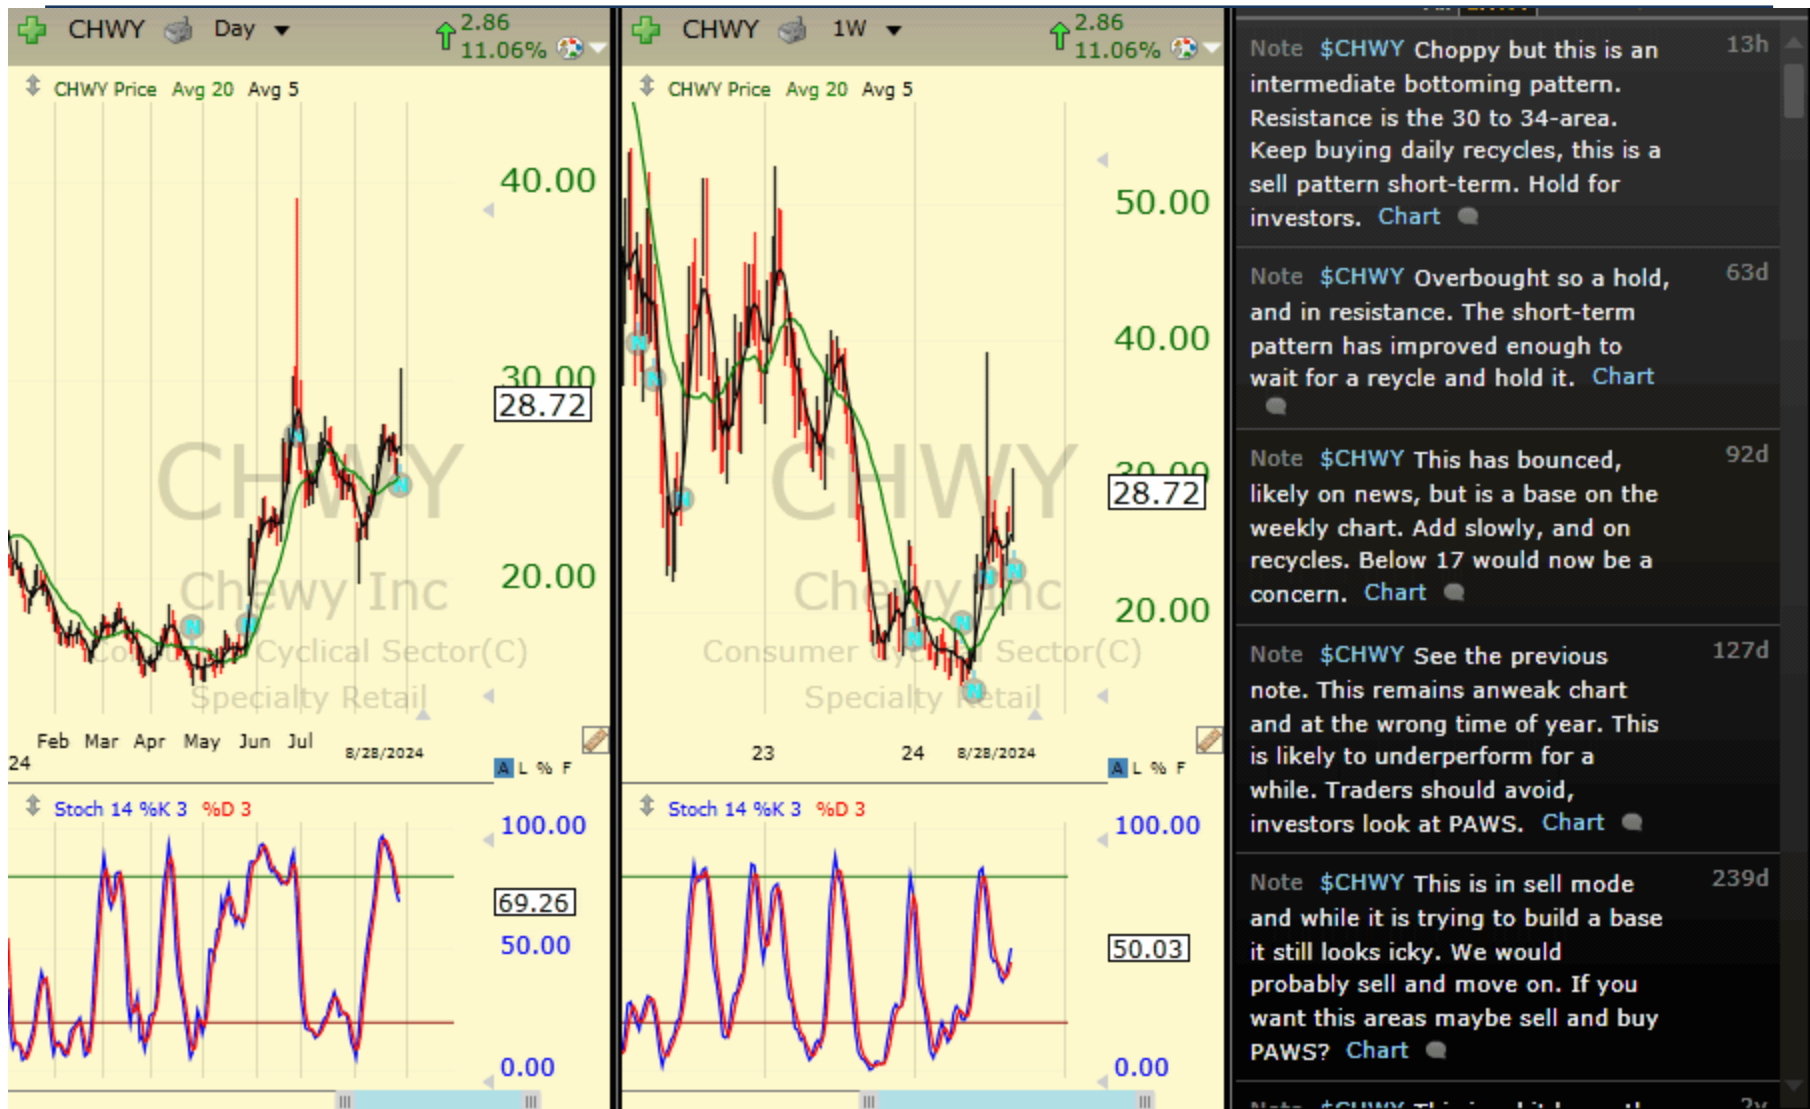 CHWY Day 2.86
11.06%
CHWY Price Avg 20 Avg 5
40.00
30.00
28.72
20.00
CHWY
Chewy Inc
Consumer Cyclical Sector(C)
Specialty Retail
Feb Mar Apr May Jun Jul 8/28/2024
24
A L % F
Stoch 14 %K 3 %D 3
100.00
69.26
50.00
0.00
CHWY 1W 2.86
11.06%
CHWY Price Avg 20 Avg 5
50.00
40.00
30.00
28.72
20.00
CHWY
Chewy Inc
Consumer Cyclical Sector(C)
Specialty Retail
23 24 8/28/2024
A L % F
Stoch 14 %K 3 %D 3
100.00
50.03
0.00
Note $CHWY Choppy but this is an 13h
intermediate bottoming pattern.
Resistance is the 30 to 34-area.
Keep buying daily recycles, this is a
sell pattern short-term. Hold for
investors. Chart
Note $CHWY Overbought so a hold, 63d
and in resistance. The short-term
pattern has improved enough to
wait for a reycle and hold it. Chart
Note $CHWY This has bounced, 92d
likely on news, but is a base on the
weekly chart. Add slowly, and on
recycles. Below 17 would now be a
concern. Chart
Note $CHWY See the previous 127d
note. This remains anweak chart
and at the wrong time of year. This
is likely to underperform for a
while. Traders should avoid,
investors look at PAWS. Chart
Note $CHWY This is in sell mode 239d
and while it is trying to build a base
it still looks icky. We would
probably sell and move on. If you
want this areas maybe sell and buy
PAWS? Chart